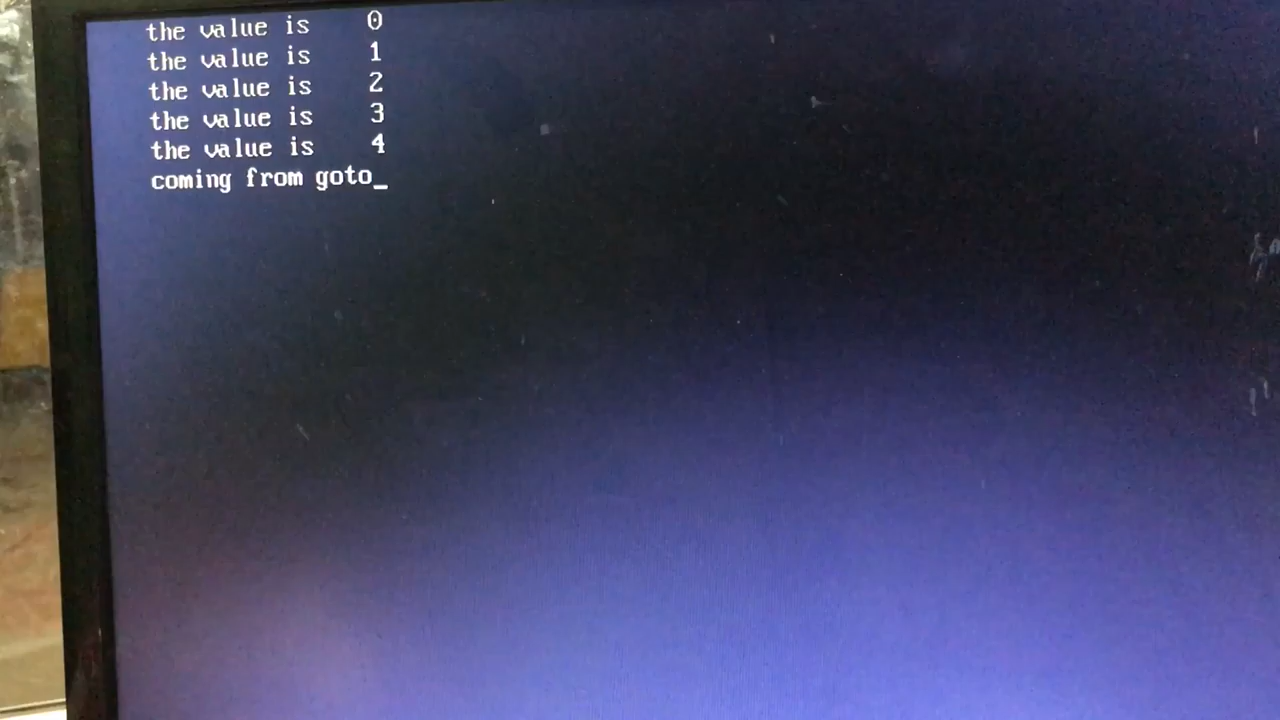 the value is    0
the value is    1
the value is    2
the value is    3
the value is    4
coming from goto_